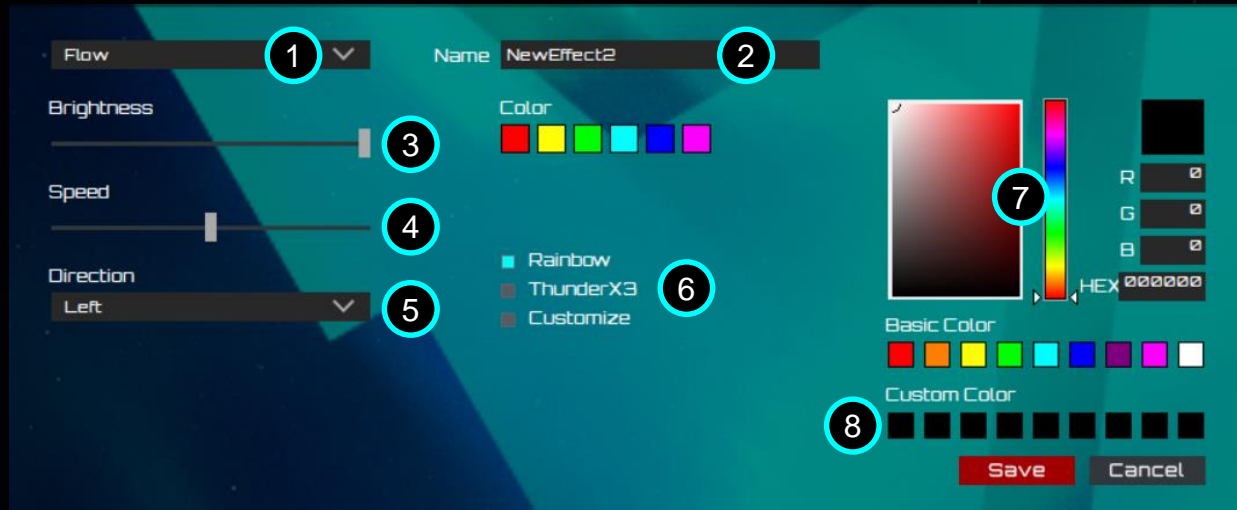 Flow 1
Name NewEffect2 2
Brightness
3
Color
Speed
4
7
R 0
G 0
B 0
HEX 000000
Direction
Left 5
Rainbow
ThunderX3
Customize
6
Basic Color
Custom Color
8
Save Cancel